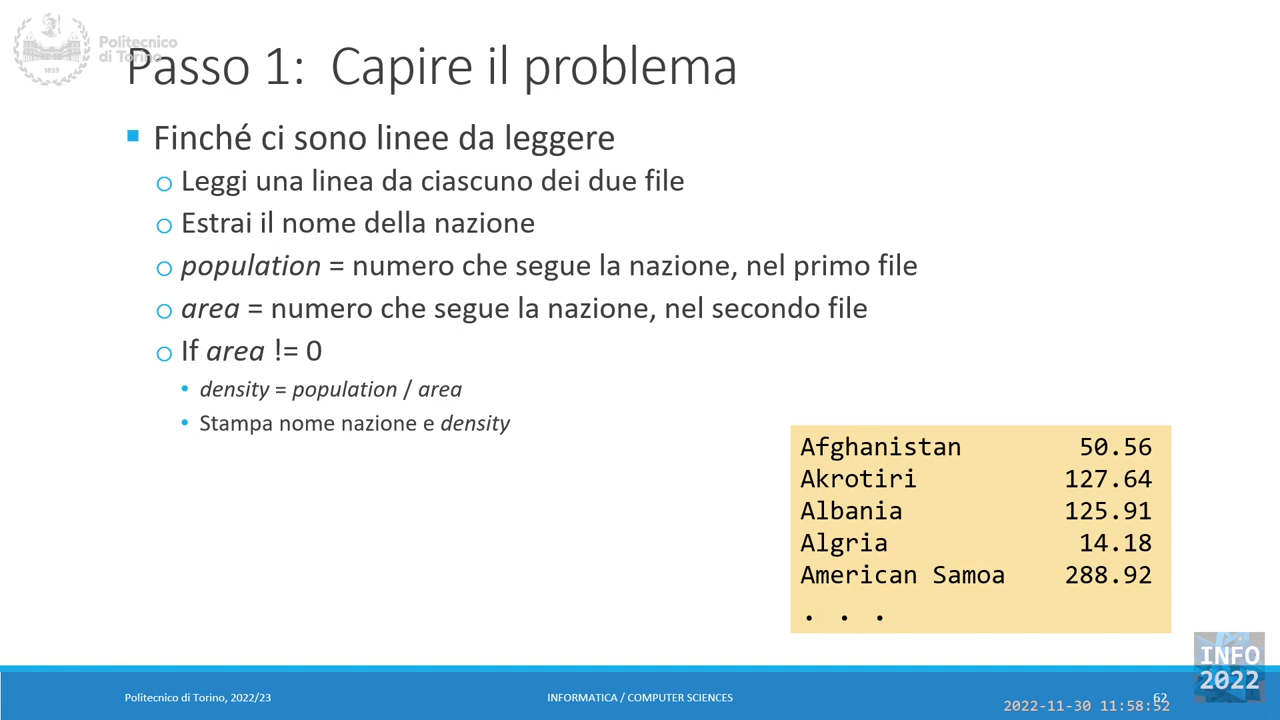 Politecnico
di Torino
1859
Passo 1: Capire il problema
Finché ci sono linee da leggere
Leggi una linea da ciascuno dei due file
Estrai il nome della nazione
population = numero che segue la nazione, nel primo file
area = numero che segue la nazione, nel secondo file
If area != 0
density = population / area
Stampa nome nazione e density
Afghanistan 50.56
Akrotiri 127.64
Albania 125.91
Algria 14.18
American Samoa 288.92
. . .
Politecnico di Torino, 2022/23
INFORMATICA / COMPUTER SCIENCES
62
INFO
2022
2022-11-30 11:58:52